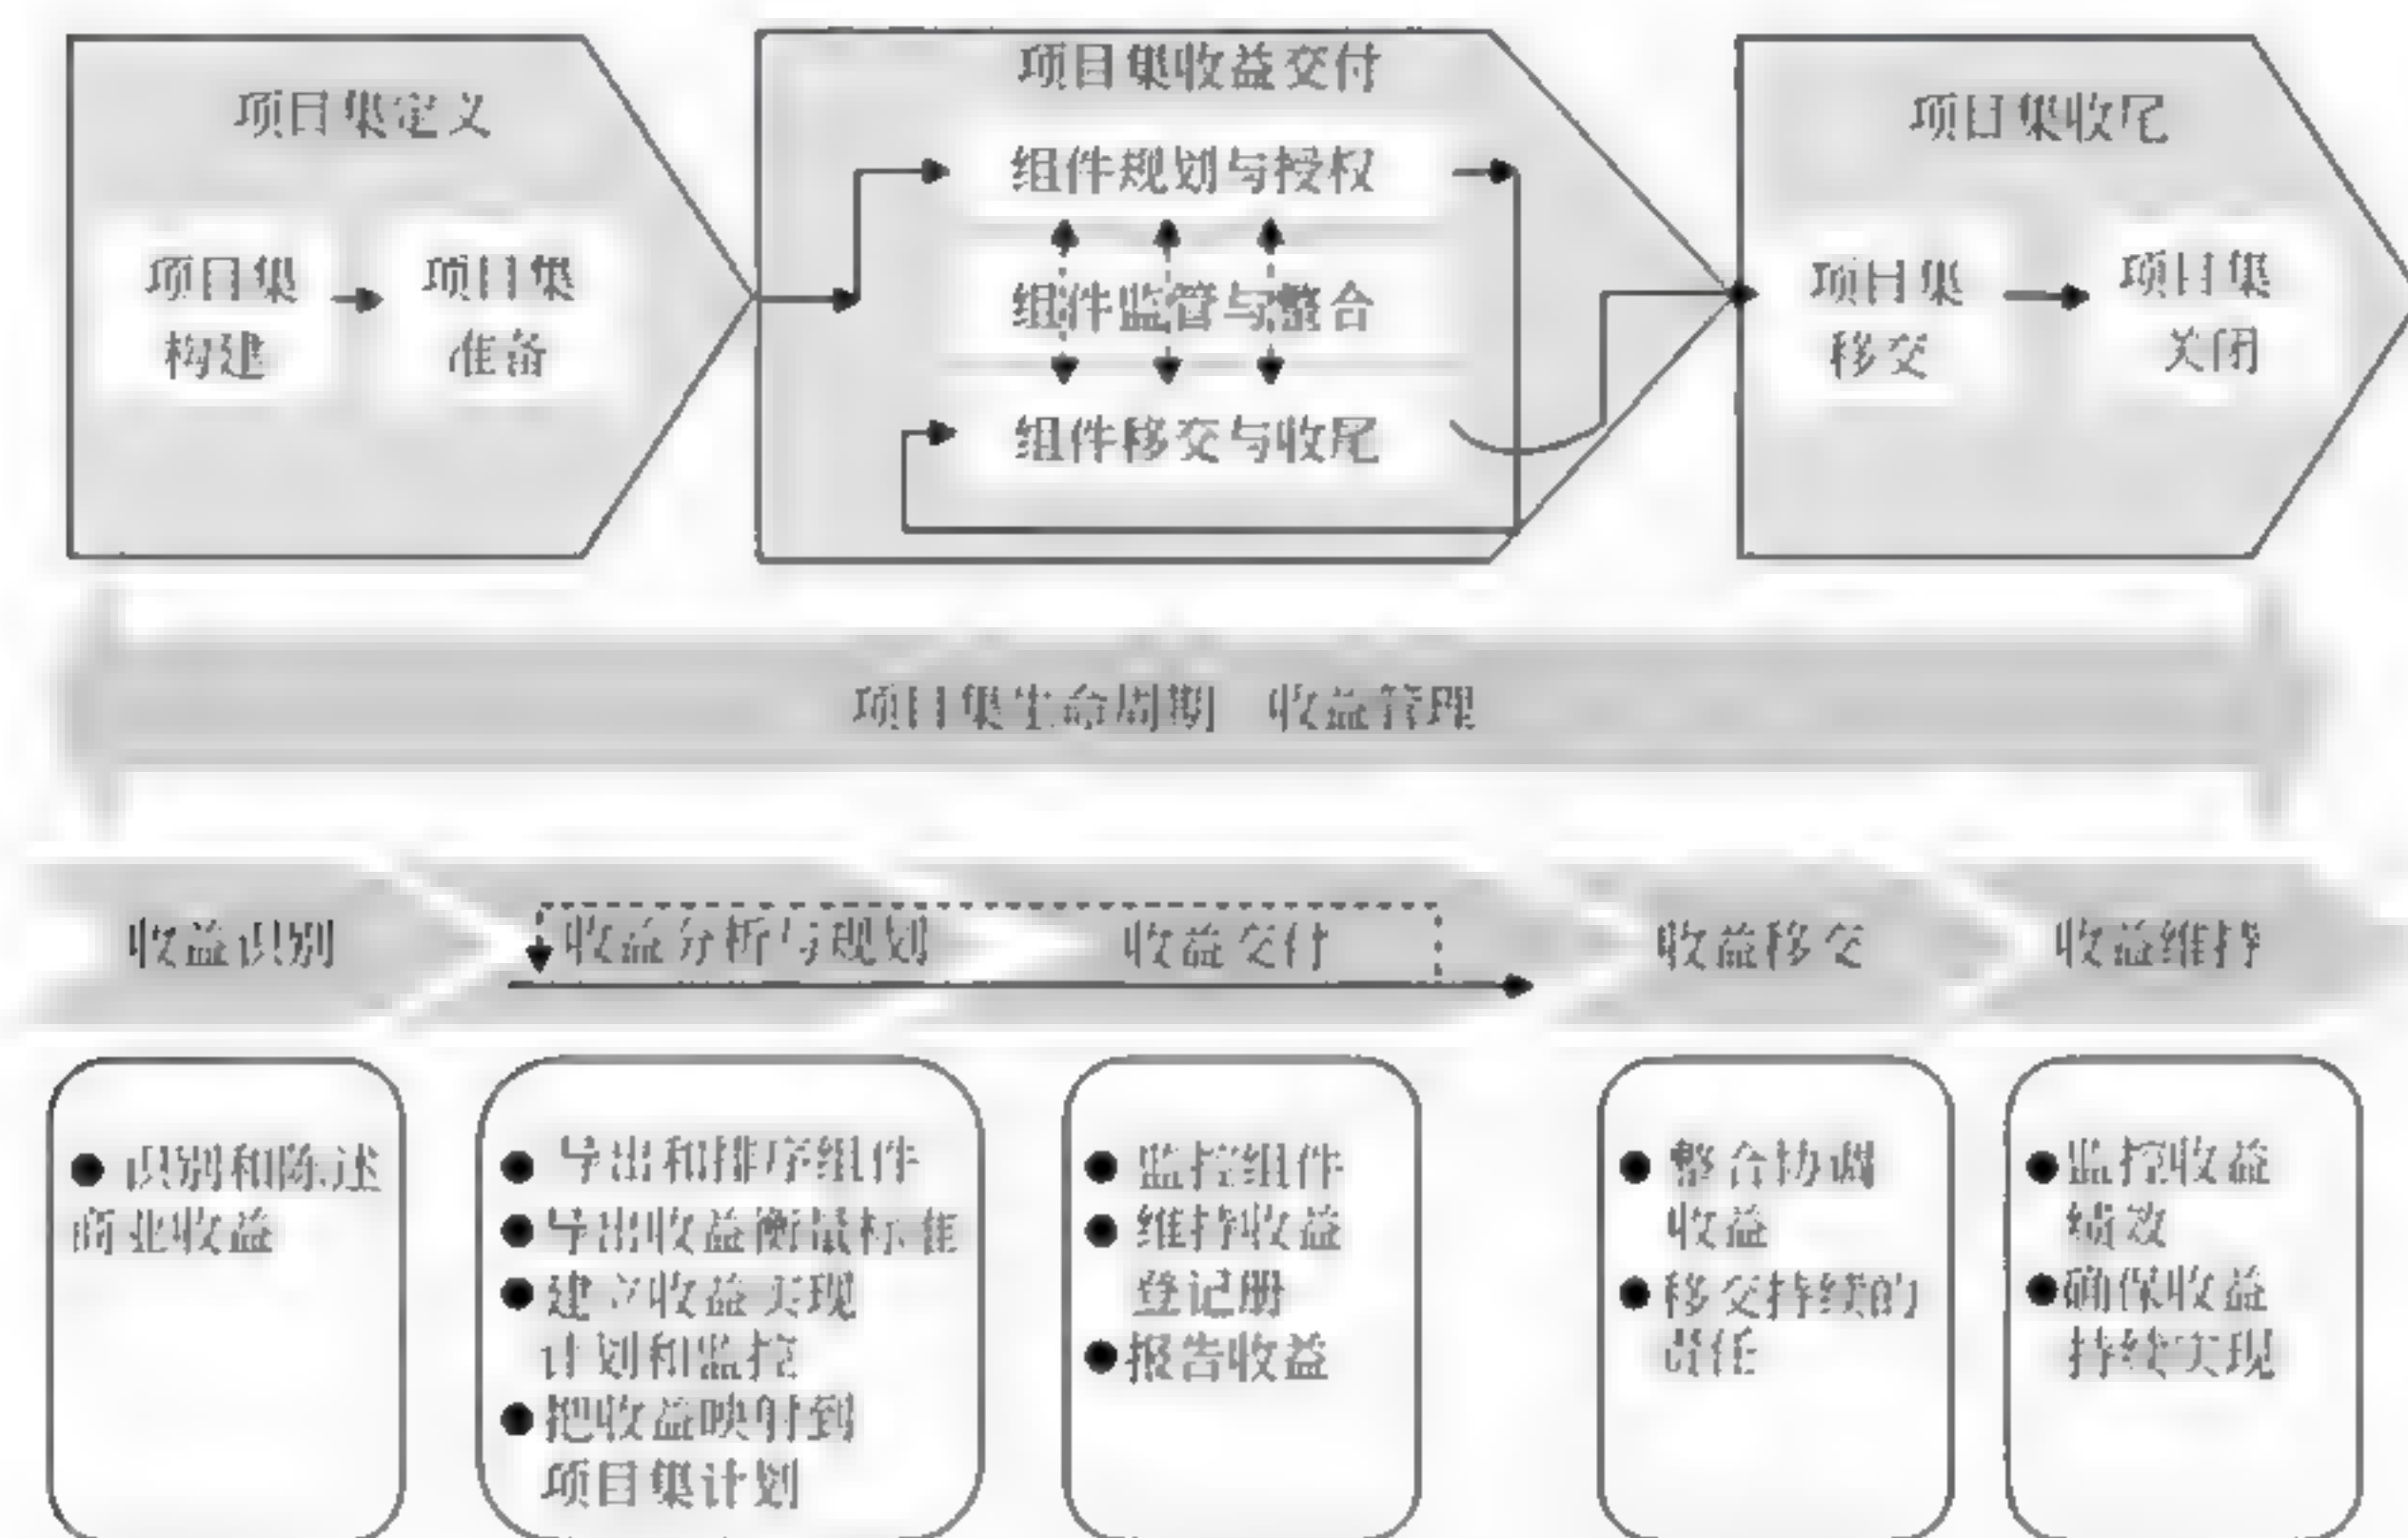 项目集定义
项目集
构建
项目集
准备
项目集收益交付
组件规划与授权
组件监管与整合
组件移交与收尾
项目集收尾
项目集
移交
项目集
关闭
项目集生命周期 收益管理
收益识别
收益分析与规划
收益交付
收益移交
收益维持
● 识别和陈述
商业收益
● 导出和排序组件
● 导出收益衡量标准
● 建立收益实现
计划和监控
● 把收益映射到
项目集计划
● 监控组件
● 维持收益
登记册
● 报告收益
● 整合协调
收益
● 移交持续的
责任
● 监控收益
绩效
● 确保收益
持续实现